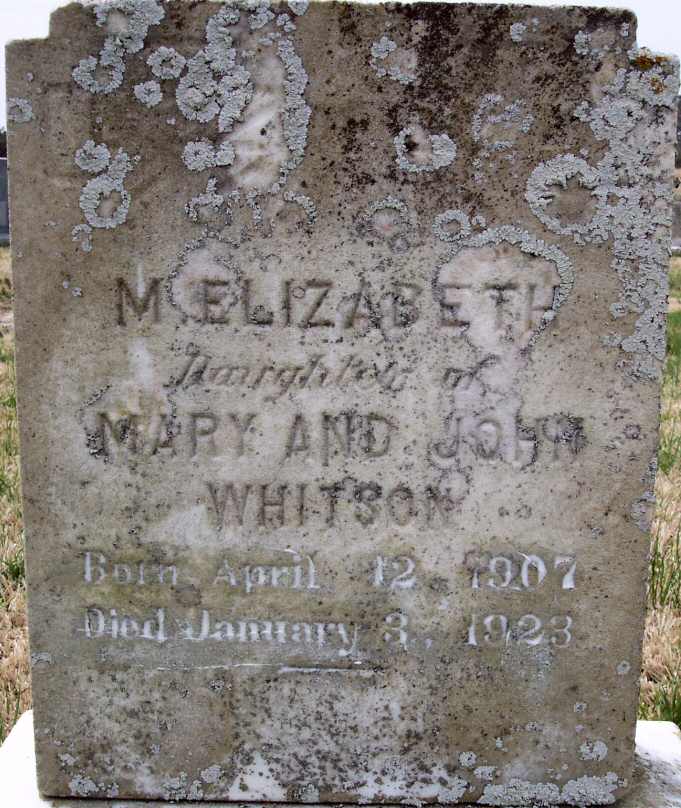 M. ELIZABETH
Daughter of
MARY AND JOHN
WHITSON
Born April 12, 1907
Died January 3, 1923